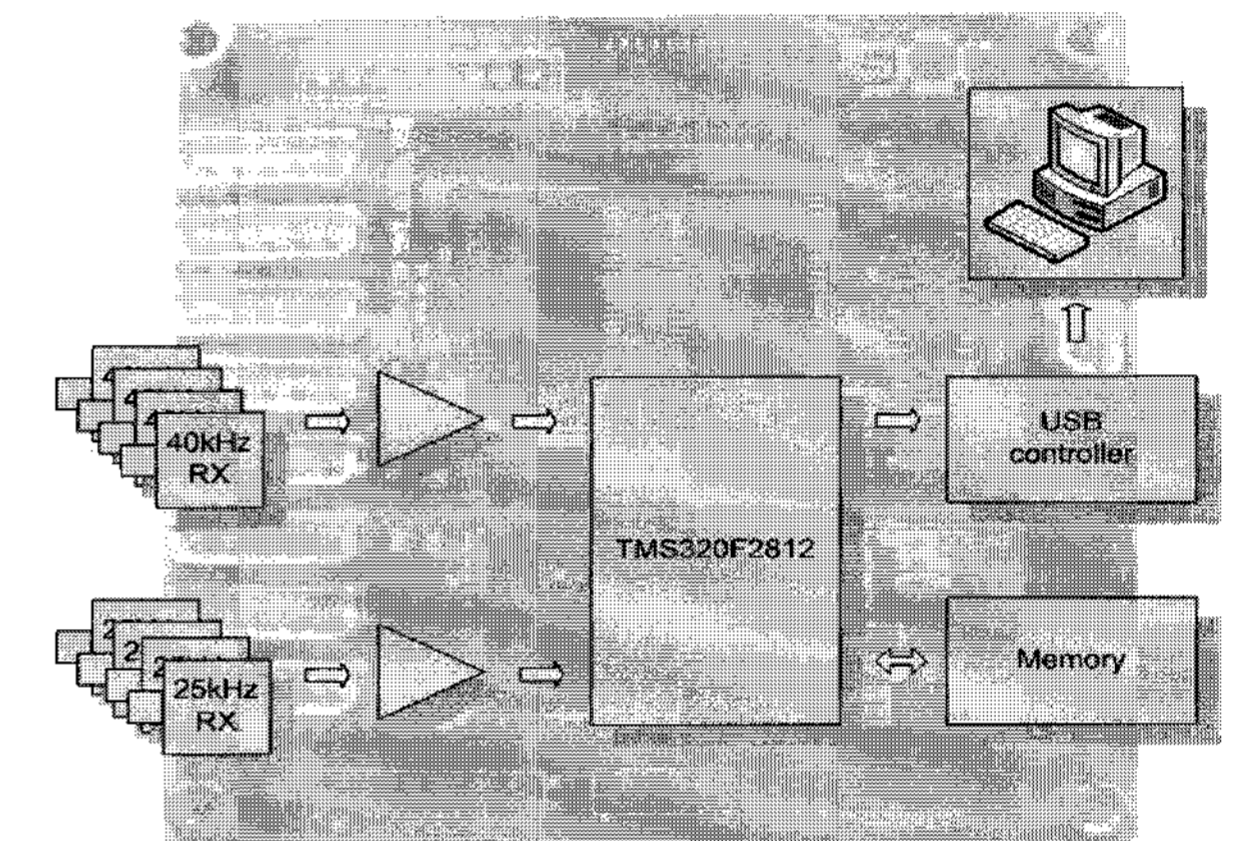 40kHz
RX
25kHz
RX
TMS320F2812
USB
controller
Memory